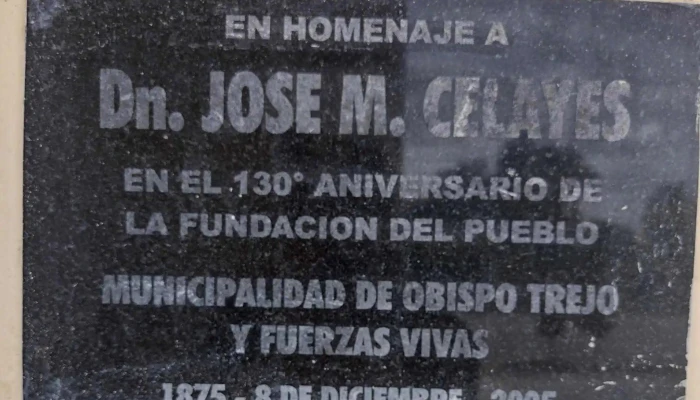 EN HOMENAJE A
Dn. JOSE M. CELAYES
EN EL 130° ANIVERSARIO DE
LA FUNDACION DEL PUEBLO
MUNICIPALIDAD DE OBISPO TREJO
Y FUERZAS VIVAS
1875 - 8 DE DICIEMBRE - 2005